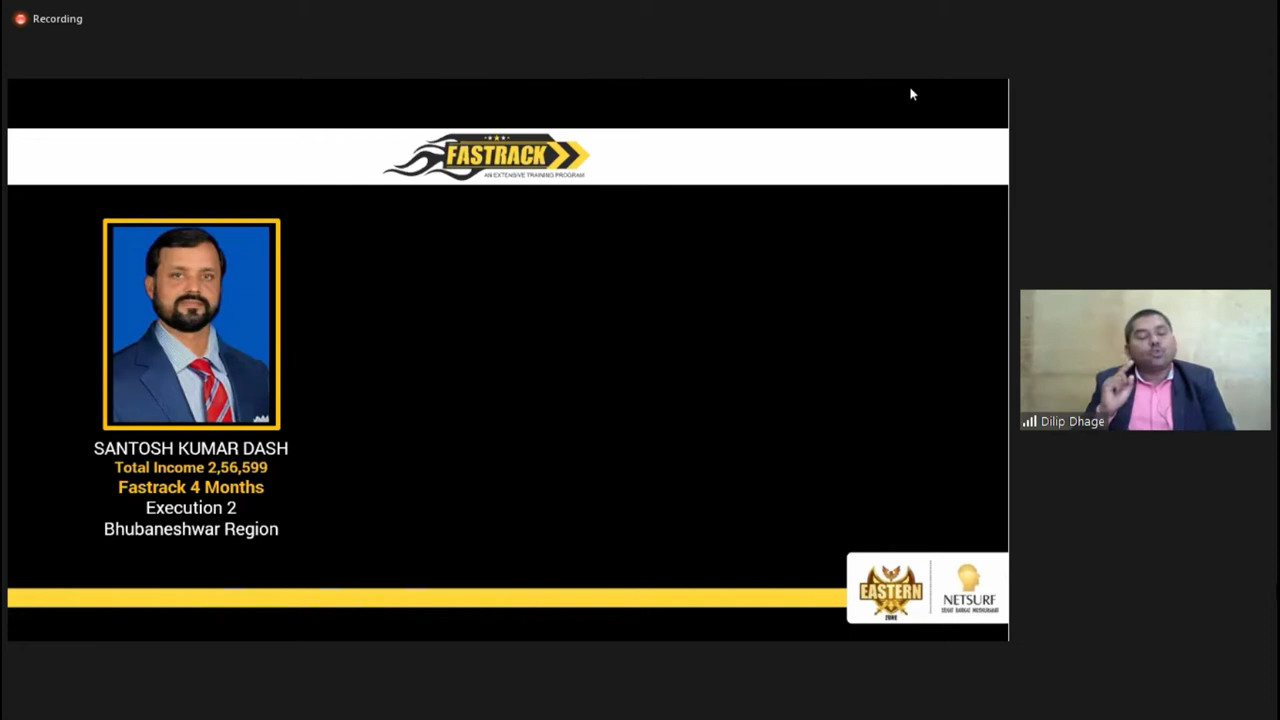 Recording
FASTRACK
AN EXTENSIVE TRAINING PROGRAM
SANTOSH KUMAR DASH
Total Income 2,56,599
Fastrack 4 Months
Execution 2
Bhubaneshwar Region
Dilip Dhage
EASTERN
ZONE
NETSURF